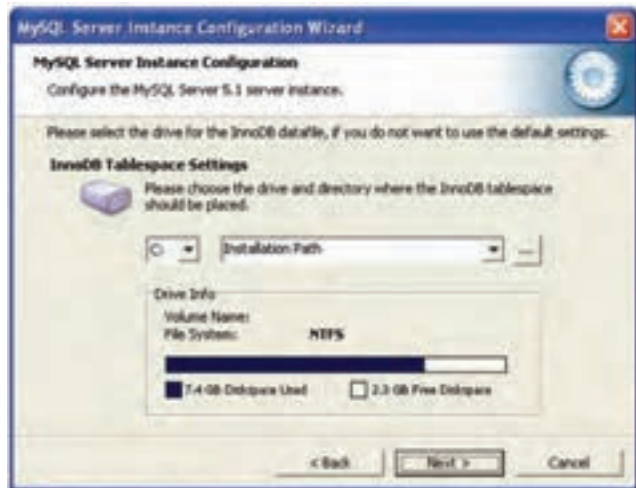 MySQL Server Instance Configuration Wizard
MySQL Server Instance Configuration
Configure the MySQL Server 5.1 server instance.
Please select the drive for the InnoDB datafile, if you do not want to use the default settings.
InnoDB Tablespace Settings
Please choose the drive and directory where the InnoDB tablespace
should be placed.
C: Installation Path ...
Drive Info
Volume Name:
File System: NTFS
7.4 GB Diskspace Used 2.3 GB Free Diskspace
< Back Next > Cancel